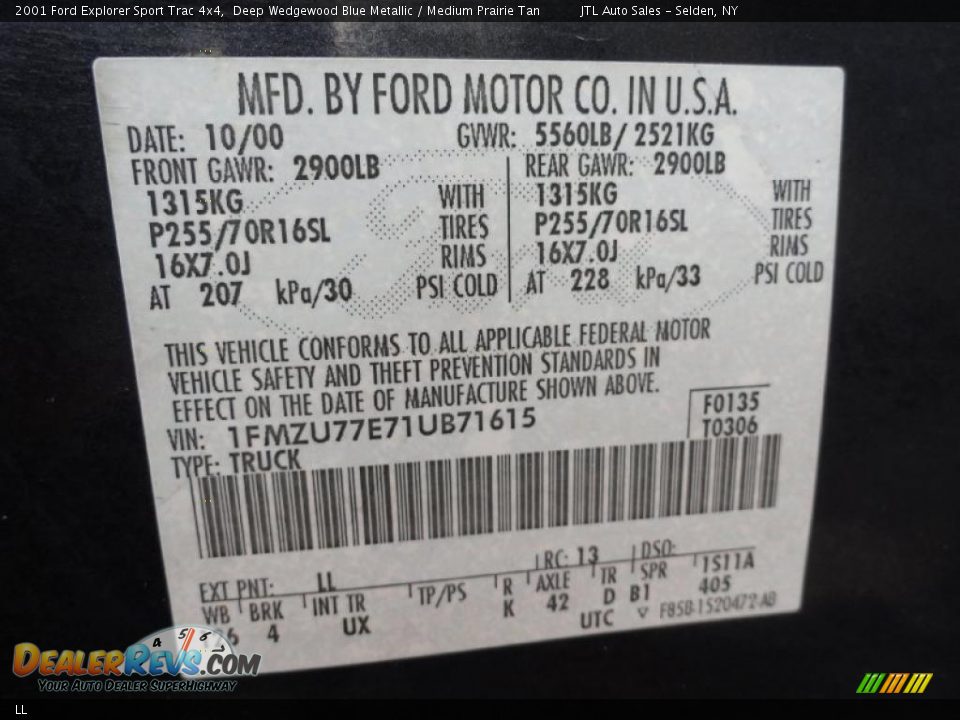 2001 Ford Explorer Sport Trac 4x4, Deep Wedgewood Blue Metallic / Medium Prairie Tan JTL Auto Sales - Selden, NY
MFD. BY FORD MOTOR CO. IN U.S.A.
DATE: 10/00 GVWR: 5560LB/ 2521KG
FRONT GAWR: 2900LB REAR GAWR: 2900LB
1315KG WITH 1315KG WITH
P255/70R16SL TIRES P255/70R16SL TIRES
16X7.0J RIMS 16X7.0J RIMS
AT 207 kPa/30 PSI COLD AT 228 kPa/33 PSI COLD
THIS VEHICLE CONFORMS TO ALL APPLICABLE FEDERAL MOTOR
VEHICLE SAFETY AND THEFT PREVENTION STANDARDS IN
EFFECT ON THE DATE OF MANUFACTURE SHOWN ABOVE.
VIN: 1FMZU77E71UB71615 F0135
TYPE: TRUCK T0306
EXT PNT: LL RC: 13 DSO:
WB BRK INT TR TP/PS R AXLE TR SPR 1S11A
6 4 UX K 42 D B1 405
UTC ▽ F85B-1520472-AB
4 5 6
DEALERREVS.COM
YOUR AUTO DEALER SUPERHIGHWAY
LL